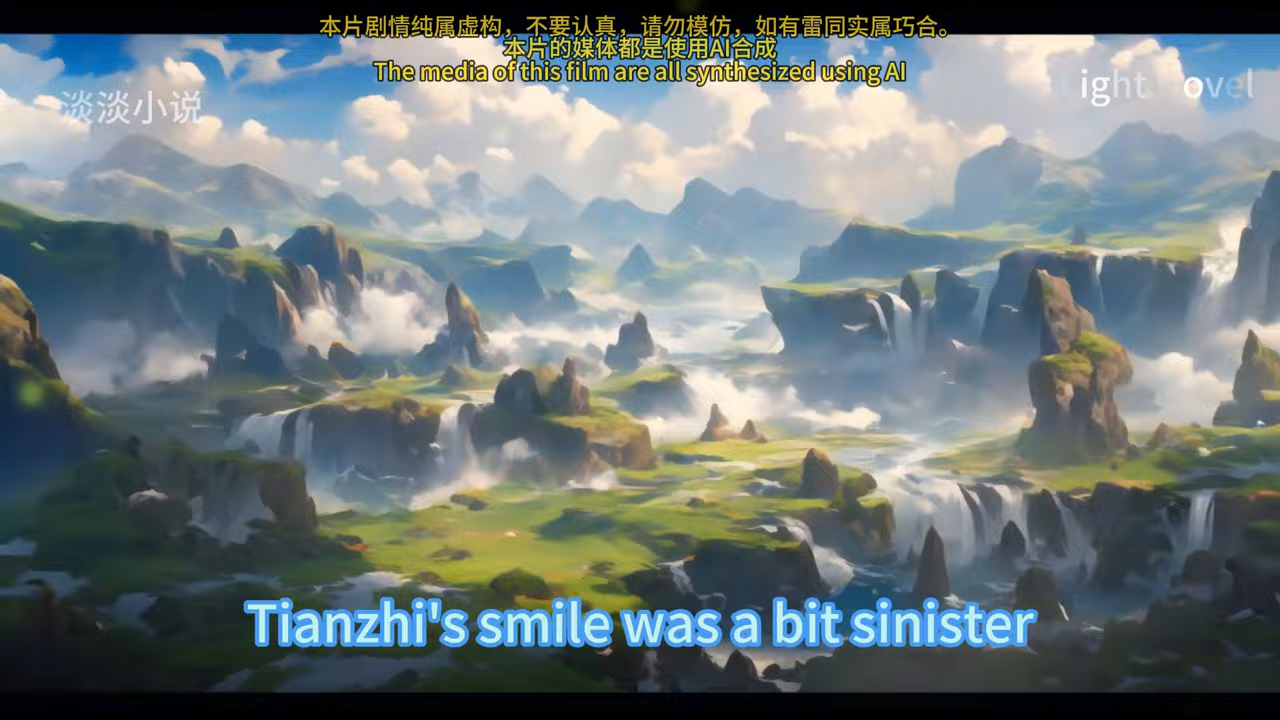 本片剧情纯属虚构，不要认真，请勿模仿，如有雷同实属巧合。
本片的媒体都是使用AI合成
The media of this film are all synthesized using AI
淡淡小说
Light Novel
Tianzhi's smile was a bit sinister